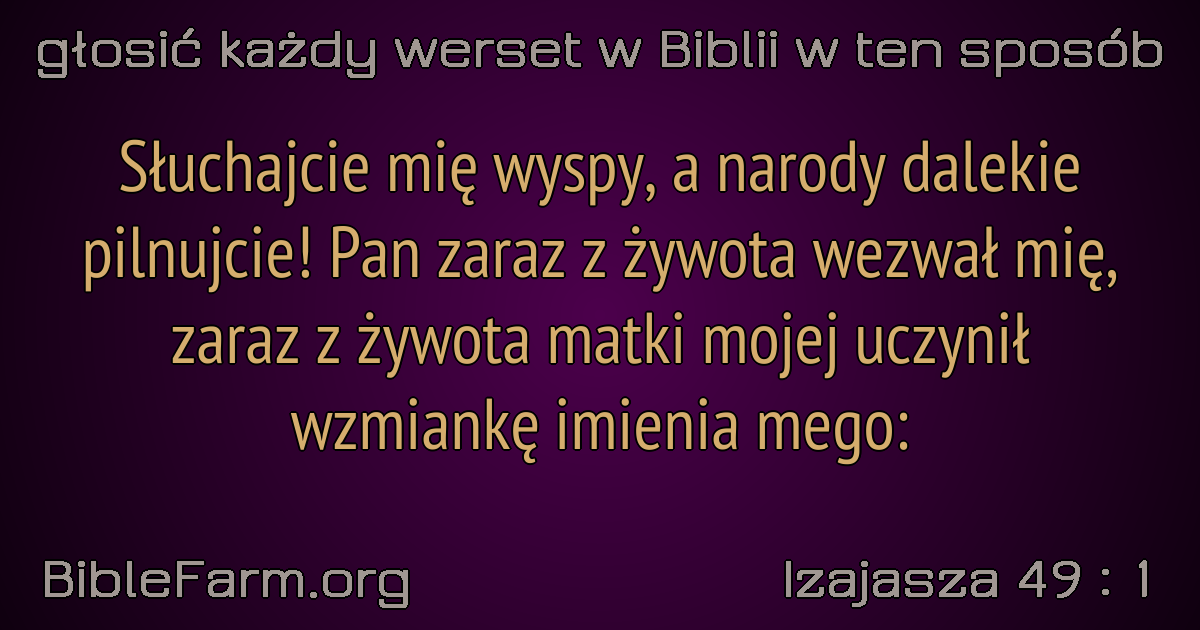 głosić każdy werset w Biblii w ten sposób
Słuchajcie mię wyspy, a narody dalekie
pilnujcie! Pan zaraz z żywota wezwał mię,
zaraz z żywota matki mojej uczynił
wzmiankę imienia mego:
BibleFarm.org
Izajasza 49 : 1